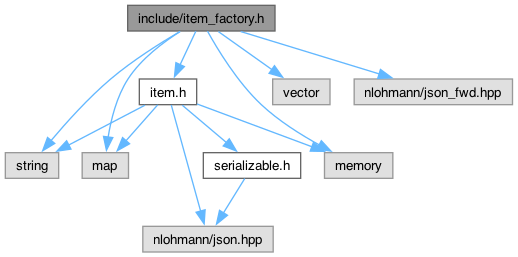 include/item_factory.h
item.h
vector
nlohmann/json_fwd.hpp
string
map
serializable.h
memory
nlohmann/json.hpp